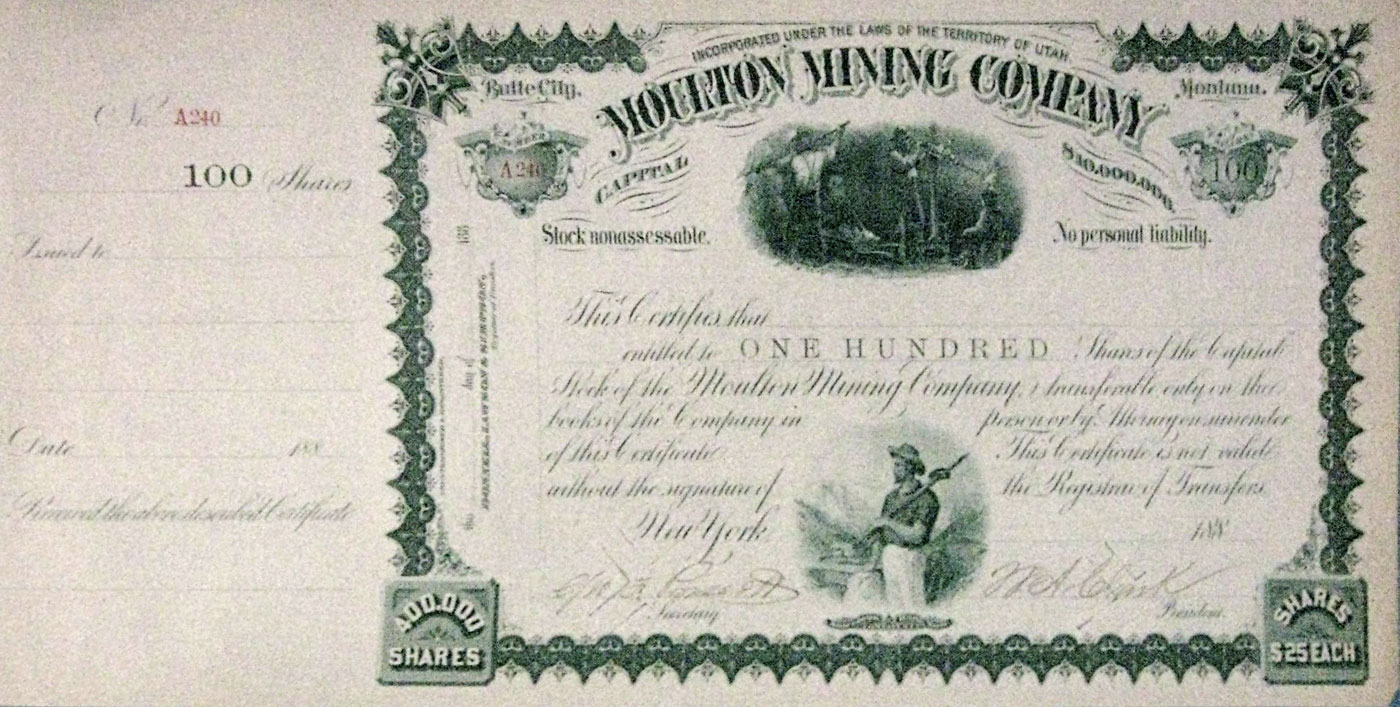 No. A240
100 Shares
Issued to
Date 188
Received the above described Certificate
INCORPORATED UNDER THE LAWS OF THE TERRITORY OF UTAH.
Butte City. MOULTON MINING COMPANY Montana.
A240 CAPITAL $10,000,000. 100
Stock nonassessable. No personal liability.
This Certifies that
entitled to ONE HUNDRED Shares of the Capital
Stock of the Moulton Mining Company, transferable only on the
books of the Company in person or by Attorney on surrender
of this Certificate. This Certificate is not valid
without the signature of the Registrar of Transfers
New York 188
Secretary President.
400,000 SHARES
SHARES $25 EACH
188
day of
this